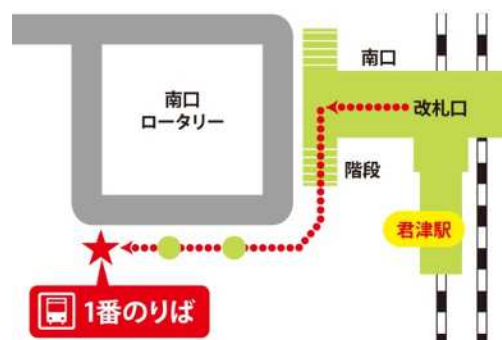 南口
改札口
南口
ロータリー
階段
君津駅
1番のりば